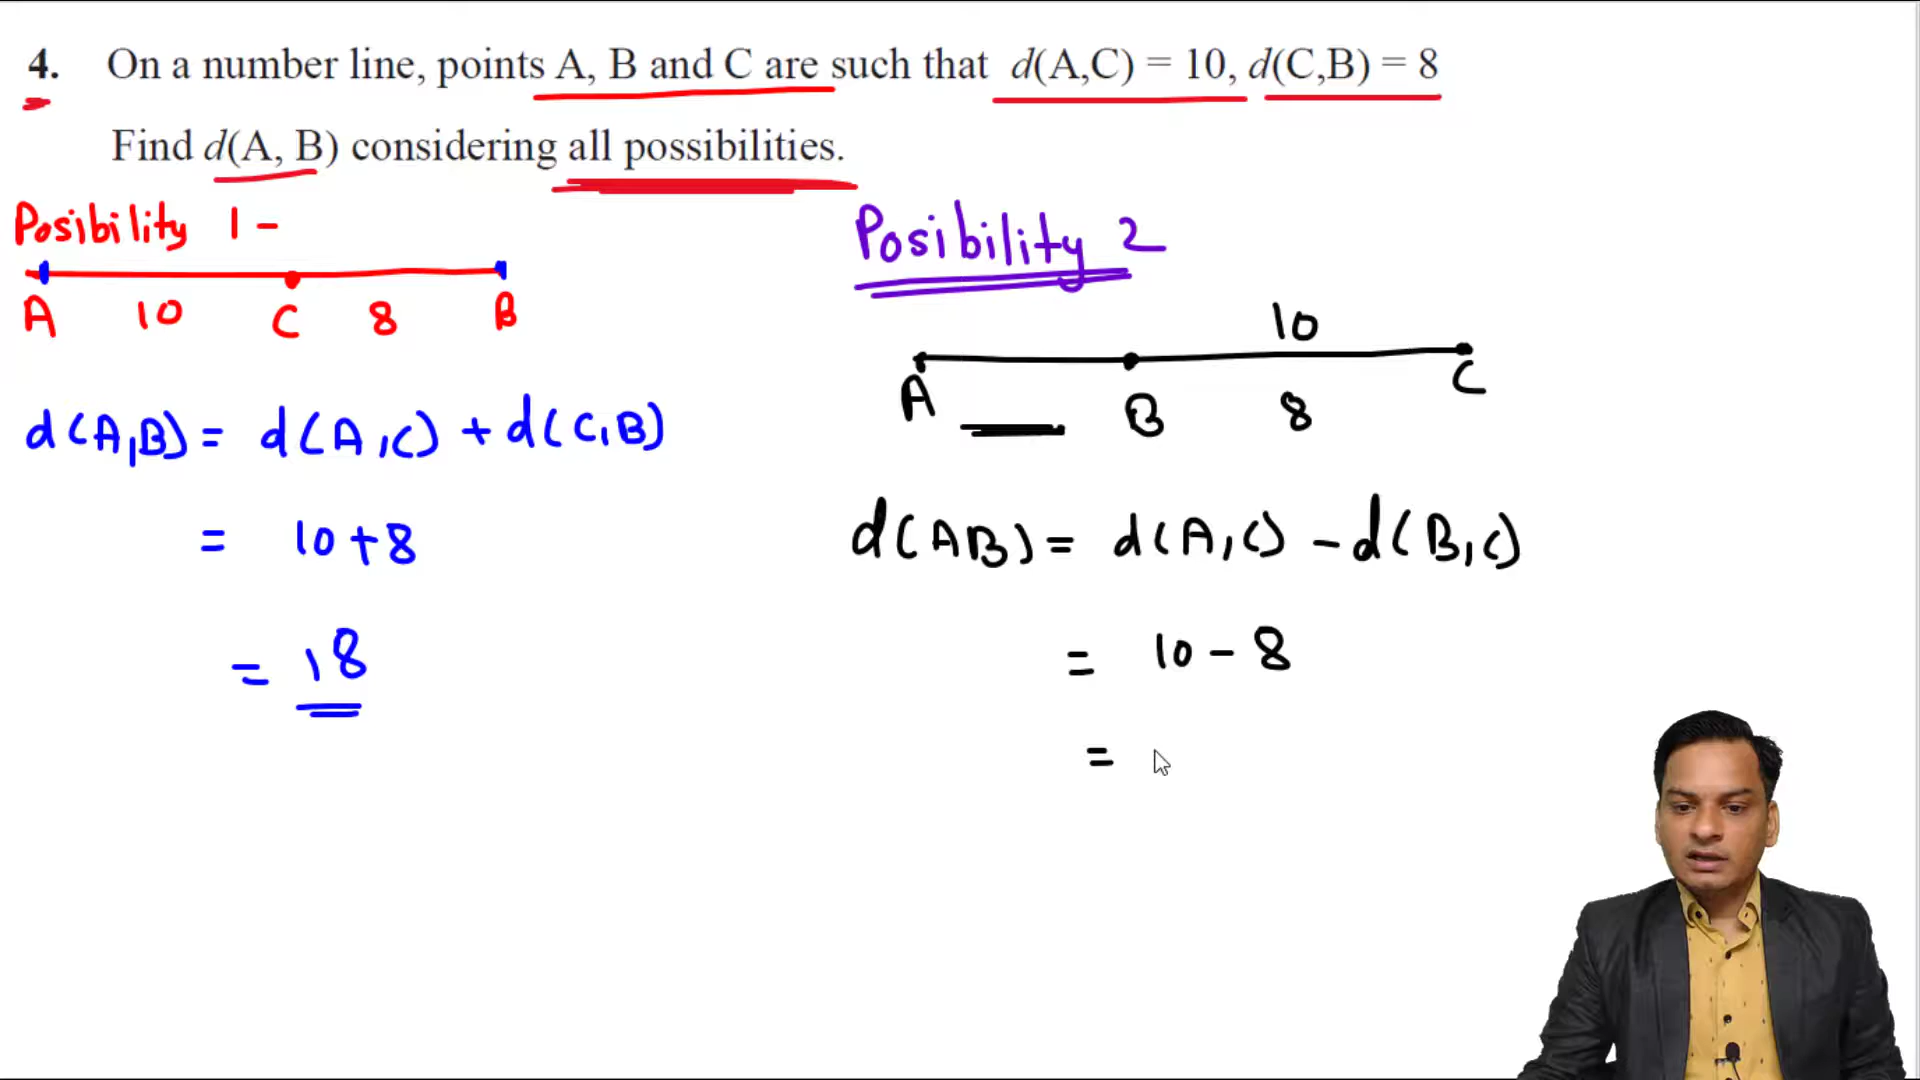 4. On a number line, points A, B and C are such that d(A,C) = 10, d(C,B) = 8
Find d(A, B) considering all possibilities.
Posibility 1 -
A 10 C 8 B
d(A,B) = d(A,C) + d(C,B)
= 10+8
= 18
Posibility 2
10
A B 8 C
d(AB) = d(A,C) - d(B,C)
= 10 - 8
=